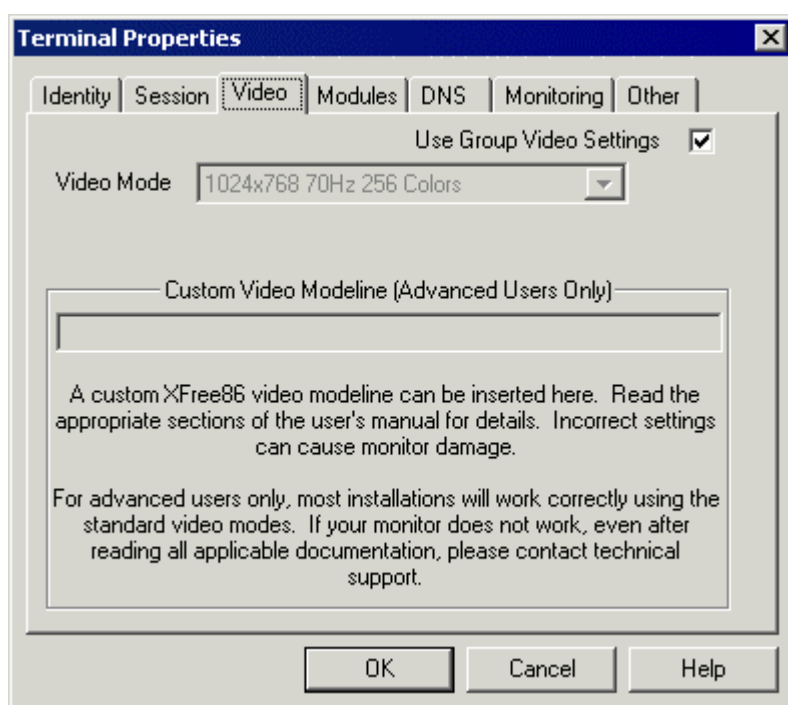 Terminal Properties
Identity Session Video Modules DNS Monitoring Other
Use Group Video Settings
Video Mode 1024x768 70Hz 256 Colors
Custom Video Modeline (Advanced Users Only)
A custom XFree86 video modeline can be inserted here. Read the
appropriate sections of the user's manual for details. Incorrect settings
can cause monitor damage.
For advanced users only, most installations will work correctly using the
standard video modes. If your monitor does not work, even after
reading all applicable documentation, please contact technical
support.
OK Cancel Help